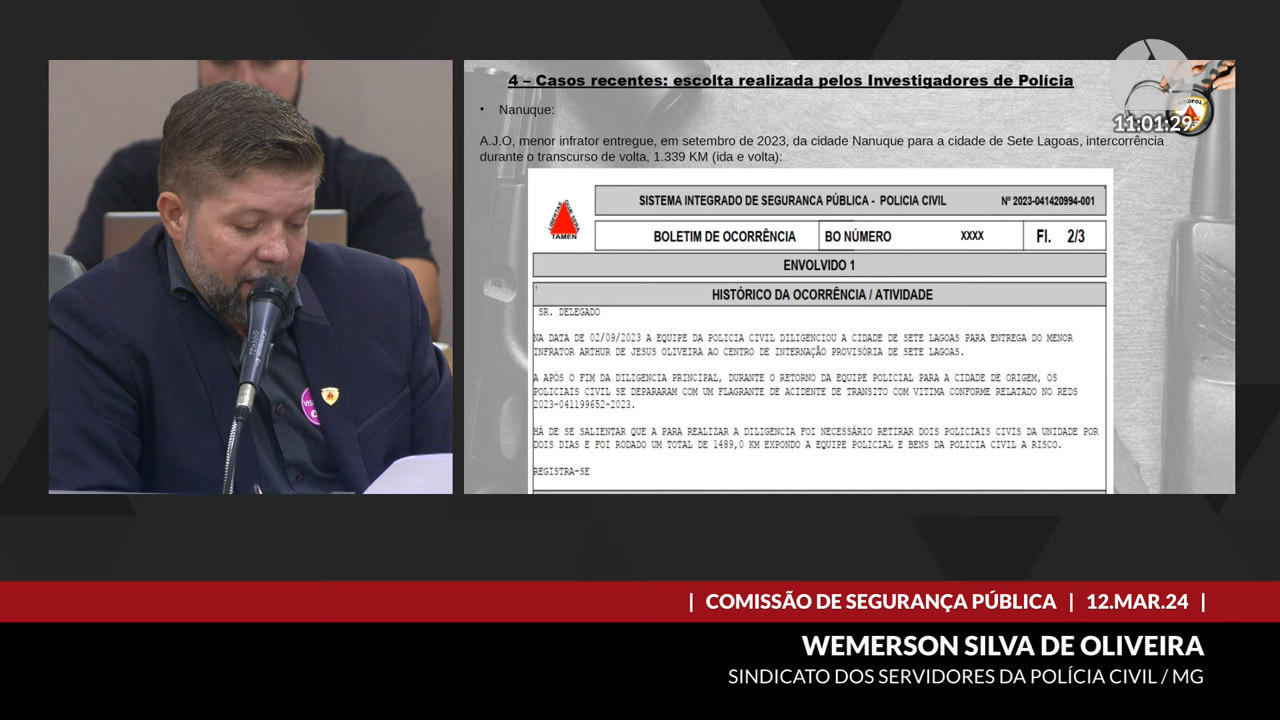 4 – Casos recentes: escolta realizada pelos Investigadores de Polícia
11:01:29
• Nanuque:
A.J.O, menor infrator entregue, em setembro de 2023, da cidade Nanuque para a cidade de Sete Lagoas, intercorrência
durante o transcurso de volta, 1.339 KM (ida e volta):
SISTEMA INTEGRADO DE SEGURANCA PÚBLICA - POLICIA CIVIL Nº 2023-041420994-001
TAMEN
BOLETIM DE OCORRÊNCIA BO NÚMERO XXXX Fl. 2/3
ENVOLVIDO 1
HISTÓRICO DA OCORRÊNCIA / ATIVIDADE
SR. DELEGADO
NA DATA DE 02/09/2023 A EQUIPE DA POLICIA CIVIL DILIGENCIOU A CIDADE DE SETE LAGOAS PARA ENTREGA DO MENOR
INFRATOR ARTHUR DE JESUS OLIVEIRA AO CENTRO DE INTERNAÇÃO PROVISÓRIA DE SETE LAGOAS.
A APÓS O FIM DA DILIGENCIA PRINCIPAL, DURANTE O RETORNO DA EQUIPE POLICIAL PARA A CIDADE DE ORIGEM, OS
POLICIAIS CIVIL SE DEPARARAM COM UM FLAGRANTE DE ACIDENTE DE TRANSITO COM VITIMA CONFORME RELATADO NO REDS
2023-041199652-2023.
HÁ DE SE SALIENTAR QUE A PARA REALIZAR A DILIGENCIA FOI NECESSÁRIO RETIRAR DOIS POLICIAIS CIVIS DA UNIDADE POR
DOIS DIAS E FOI RODADO UM TOTAL DE 1489,0 KM EXPONDO A EQUIPE POLICIAL E BENS DA POLICIA CIVIL A RISCO.
REGISTRA-SE
| COMISSÃO DE SEGURANÇA PÚBLICA | 12.MAR.24 |
WEMERSON SILVA DE OLIVEIRA
SINDICATO DOS SERVIDORES DA POLÍCIA CIVIL / MG